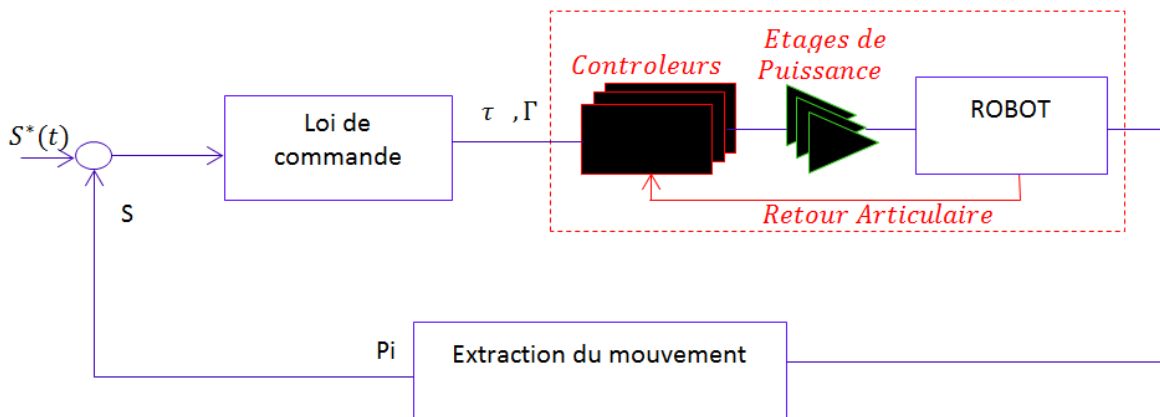 Etages de
Puissance
Controleurs
S*(t)
Loi de
commande
τ ,Γ
ROBOT
S
Retour Articulaire
Pi
Extraction du mouvement